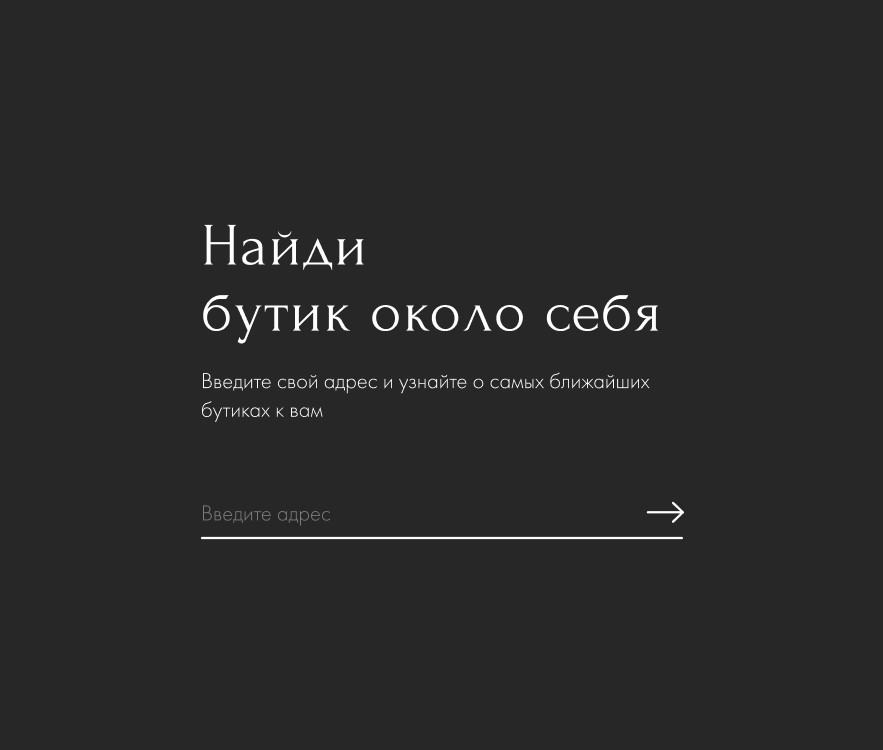 Найди
бутик около себя
Введите свой адрес и узнайте о самых ближайших
бутиках к вам
Введите адрес